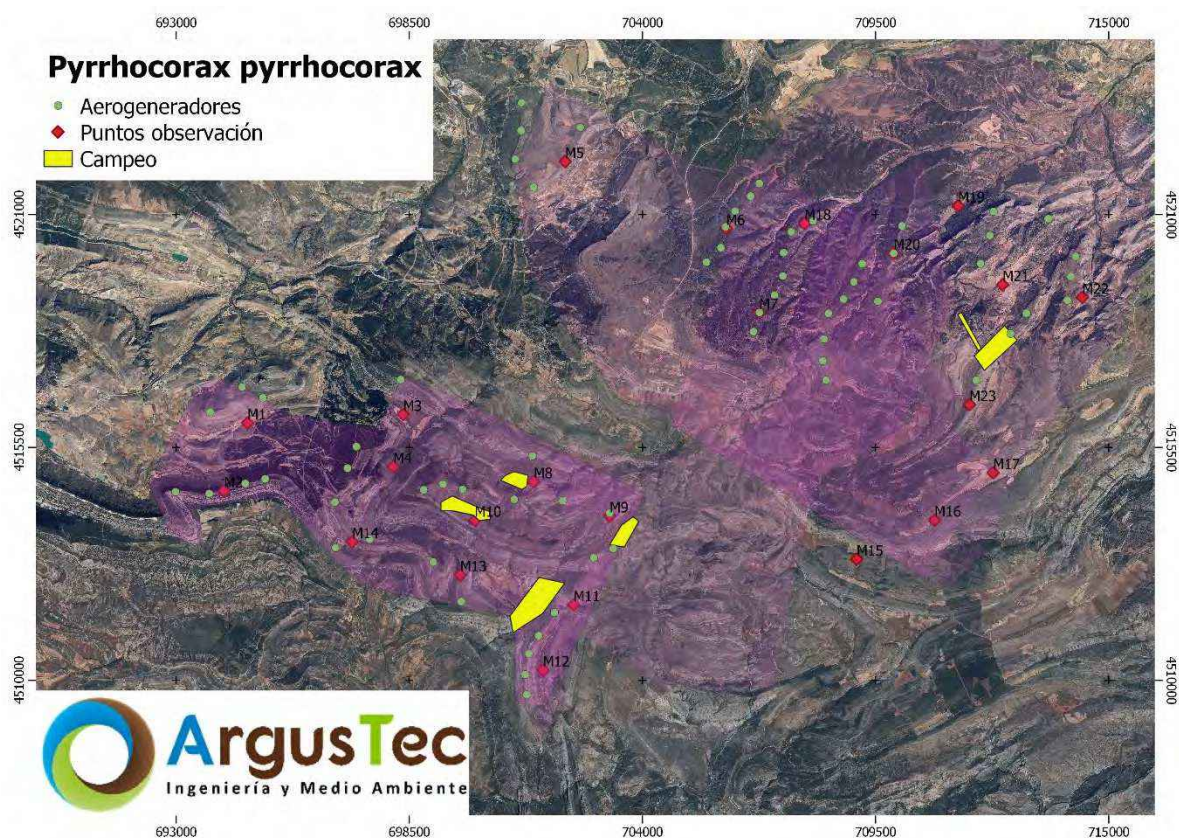 693000 698500 704000 709500 715000
Pyrrhocorax pyrrhocorax
Aerogeneradores
Puntos observación
Campeo
M5
4521000 4521000
M19
M6 M18
M20
M21
M22
M7
M23
M3
M1
4515500 4515500
M4
M8
M17
M2
M10 M9
M16
M14
M15
M13
M11
M12
4510000 4510000
ArgusTec
Ingeniería y Medio Ambiente
693000 698500 704000 709500 715000